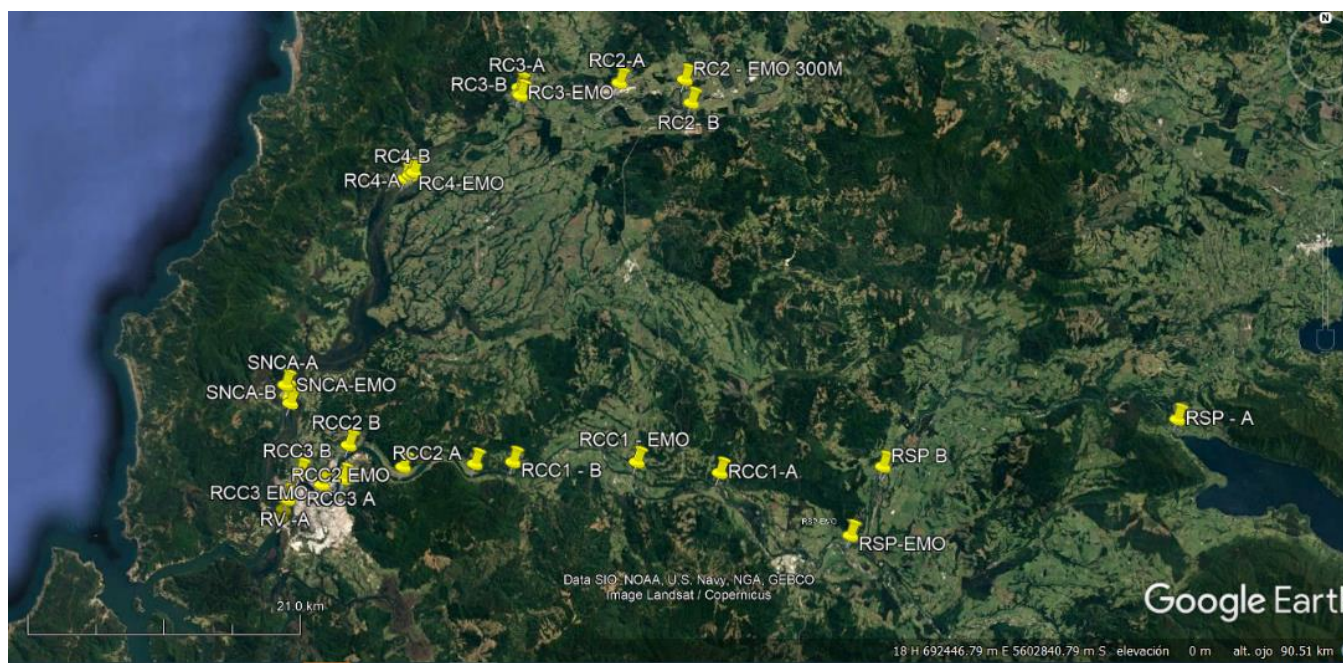 N
RC3-A
RC2-A
RC2 - EMO 300M
RC3-B
RC3-EMO
RC2- B
RC4-B
RC4-A
RC4-EMO
SNCA-A
SNCA-EMO
SNCA-B
RCC2 B
RSP - A
RCC3 B
RCC2 A
RCC1 - EMO
RCC1 - B
RCC1-A
RSP B
RCC2 EMO
RCC3 EMO
RCC3 A
RV -A
RSP-EMO
RSP-EMO
Data SIO, NOAA, U.S. Navy, NGA, GEBCO
Image Landsat / Copernicus
21.0 km
Google Earth
18 H 692446.79 m E 5602840.79 m S elevación 0 m alt. ojo 90.51 km